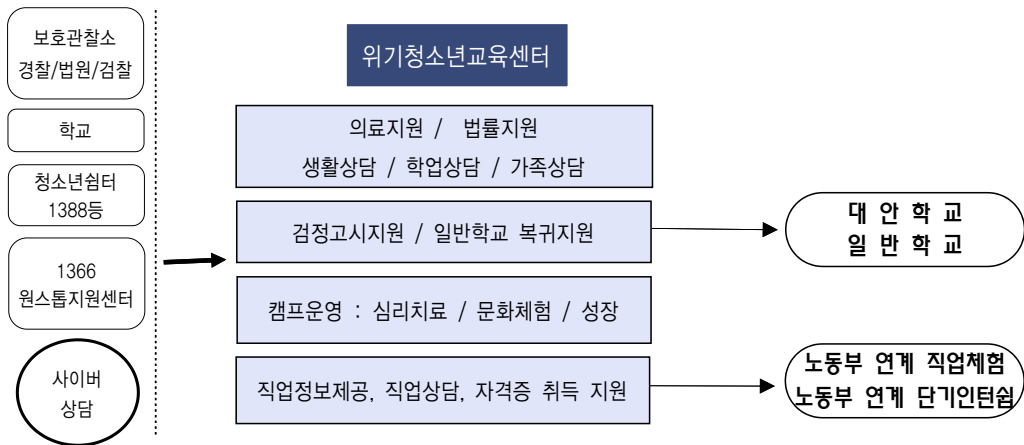 보호관찰소
경찰/법원/검찰
학교
청소년쉼터
1388등
1366
원스톱지원센터
사이버
상담
위기청소년교육센터
의료지원 / 법률지원
생활상담 / 학업상담 / 가족상담
검정고시지원 / 일반학교 복귀지원
캠프운영 : 심리치료 / 문화체험 / 성장
직업정보제공, 직업상담, 자격증 취득 지원
대 안 학 교
일 반 학 교
노동부 연계 직업체험
노동부 연계 단기인턴쉽